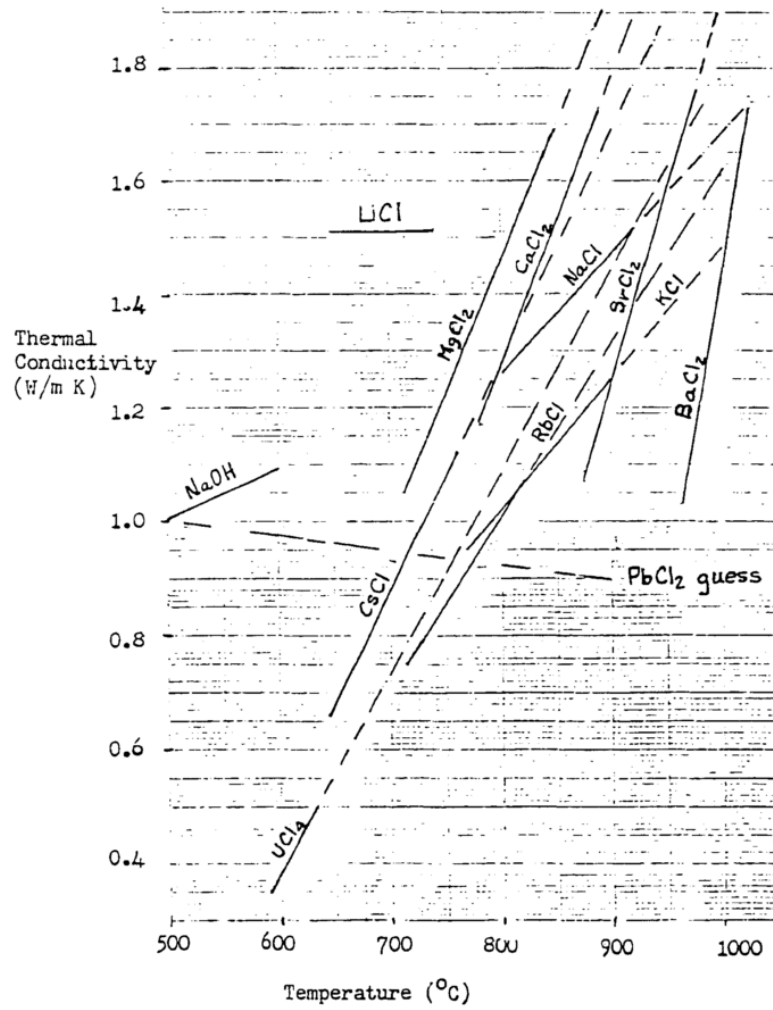 1.8
1.6
LiCl
CaCl₂
NaCl
SrCl₂
KCl
1.4
MgCl₂
Thermal
Conductivity
(W/m K)
BaCl₂
1.2
RbCl
NaOH
1.0
PbCl₂ guess
CsCl
0.8
0.6
UCl₄
0.4
500 600 700 800 900 1000
Temperature (°C)